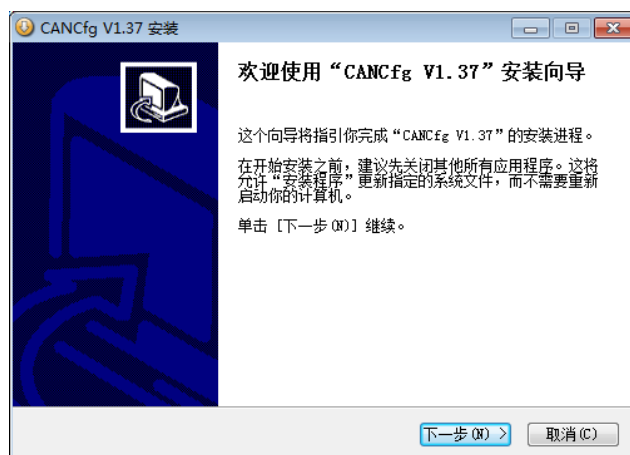 CANCfg V1.37 安装
欢迎使用“CANCfg V1.37”安装向导
这个向导将指引你完成“CANCfg V1.37”的安装进程。
在开始安装之前，建议先关闭其他所有应用程序。这将
允许“安装程序”更新指定的系统文件，而不需要重新
启动你的计算机。
单击 [下一步(N)] 继续。
下一步(N) >
取消(C)